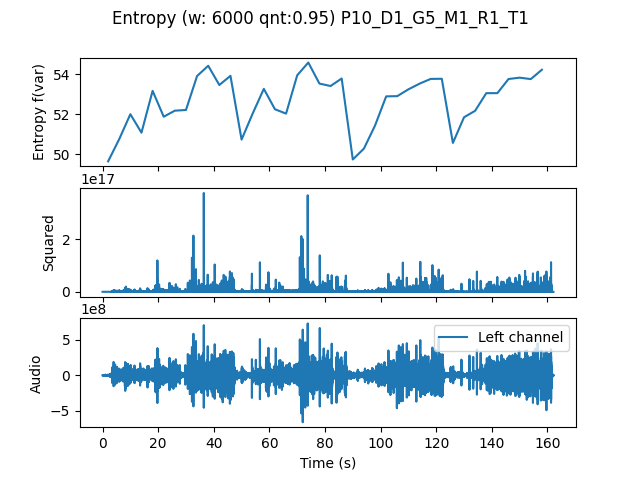 Entropy (w: 6000 qnt:0.95) P10_D1_G5_M1_R1_T1
Entropy f(var)
54
52
50
1e17
Squared
2
0
1e8
Audio
5
0
−5
Left channel
0 20 40 60 80 100 120 140 160
Time (s)